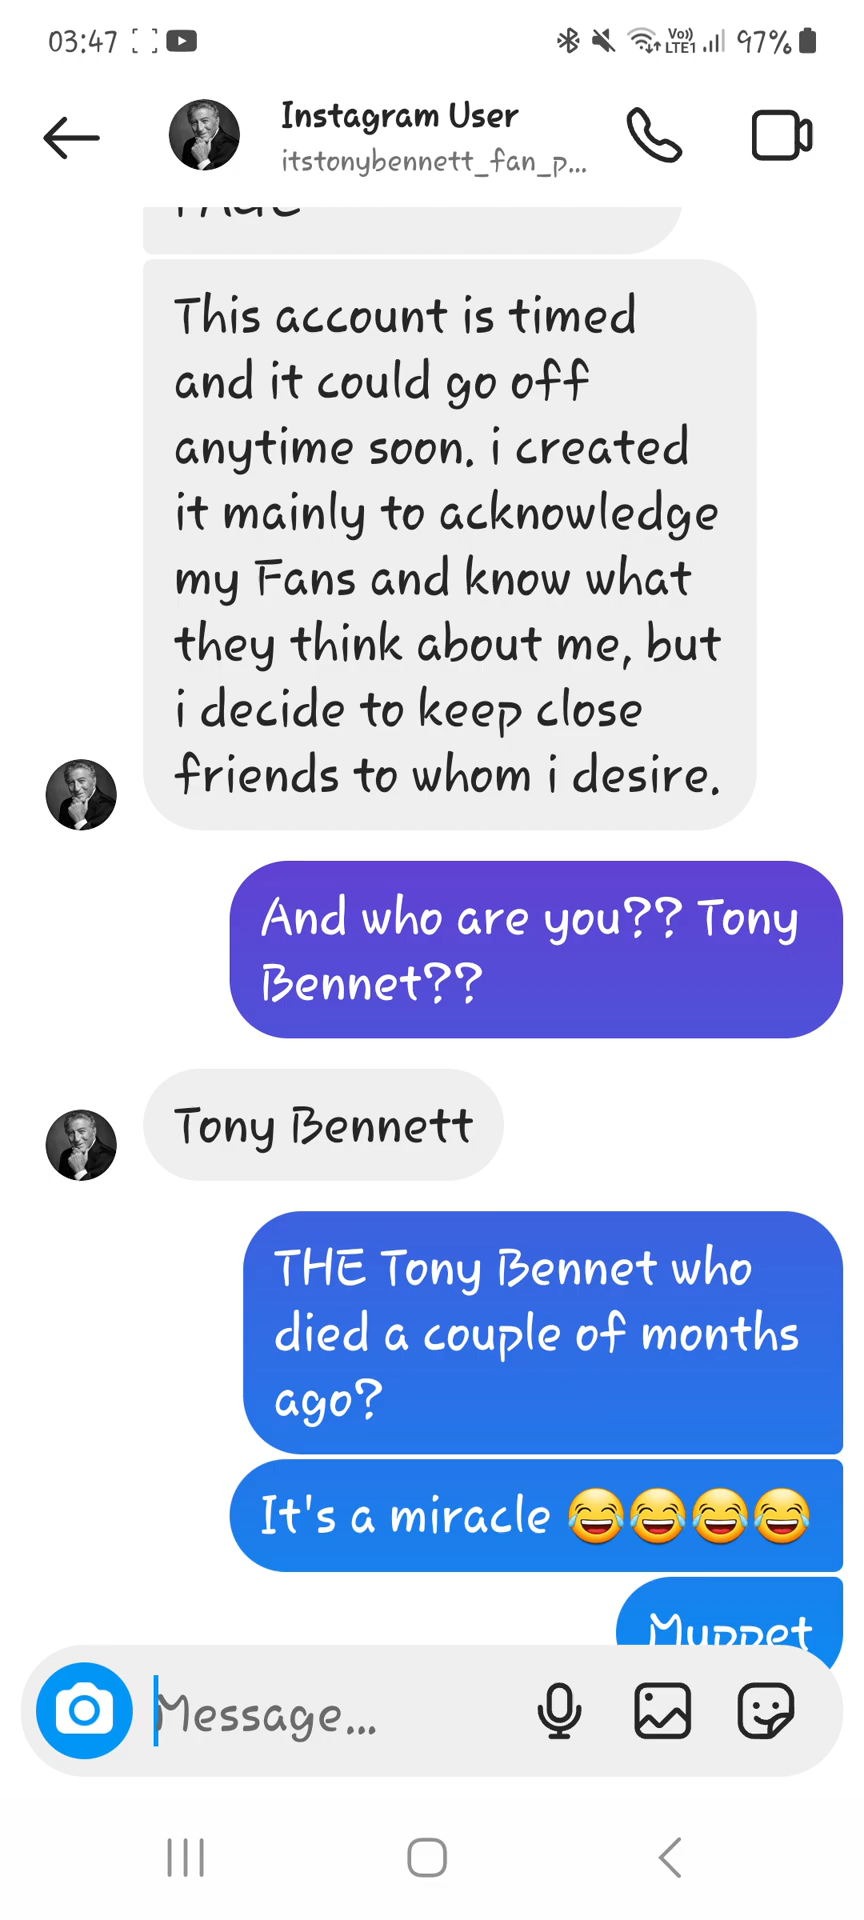 03:47
Vo))
LTE1
97%
Instagram User
itstonybennett_fan_p...
PAGE
This account is timed
and it could go off
anytime soon. i created
it mainly to acknowledge
my Fans and know what
they think about me, but
i decide to keep close
friends to whom i desire.
And who are you?? Tony
Bennet??
Tony Bennett
THE Tony Bennet who
died a couple of months
ago?
It's a miracle 😂😂😂😂
Muppet
Message...